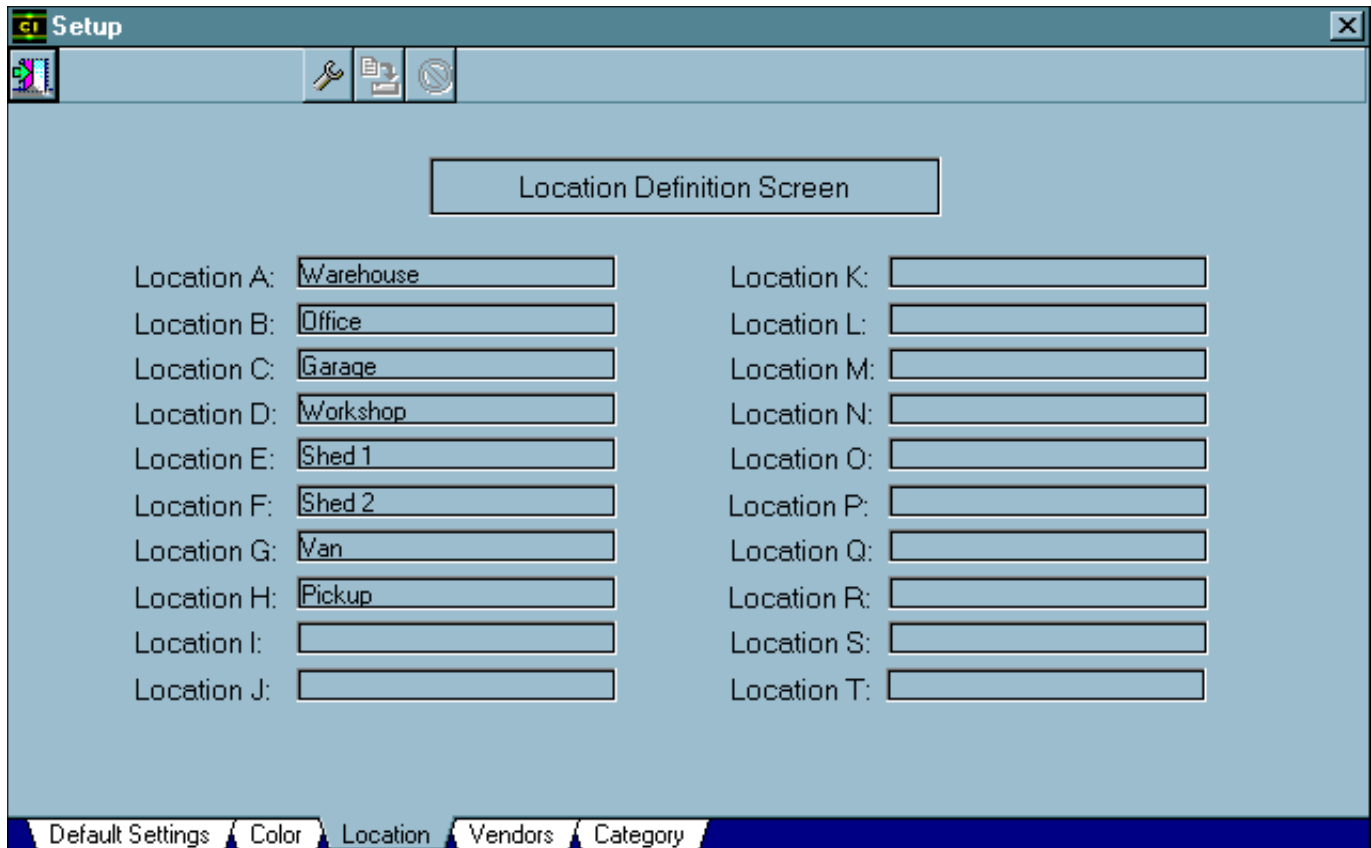 CI Setup
Location Definition Screen
Location A: Warehouse
Location B: Office
Location C: Garage
Location D: Workshop
Location E: Shed 1
Location F: Shed 2
Location G: Van
Location H: Pickup
Location I:
Location J:
Location K:
Location L:
Location M:
Location N:
Location O:
Location P:
Location Q:
Location R:
Location S:
Location T:
Default Settings Color Location Vendors Category